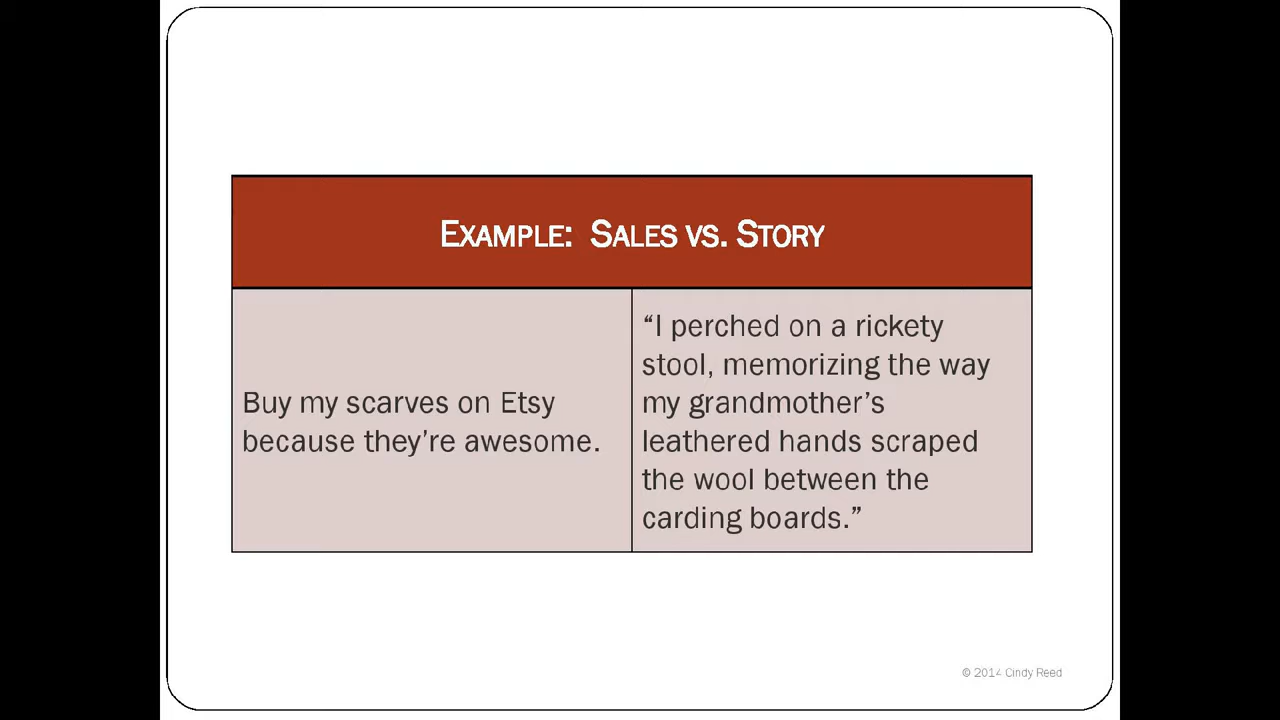 EXAMPLE: SALES VS. STORY
Buy my scarves on Etsy
because they're awesome.
“I perched on a rickety
stool, memorizing the way
my grandmother's
leathered hands scraped
the wool between the
carding boards.”
© 2014 Cindy Reed